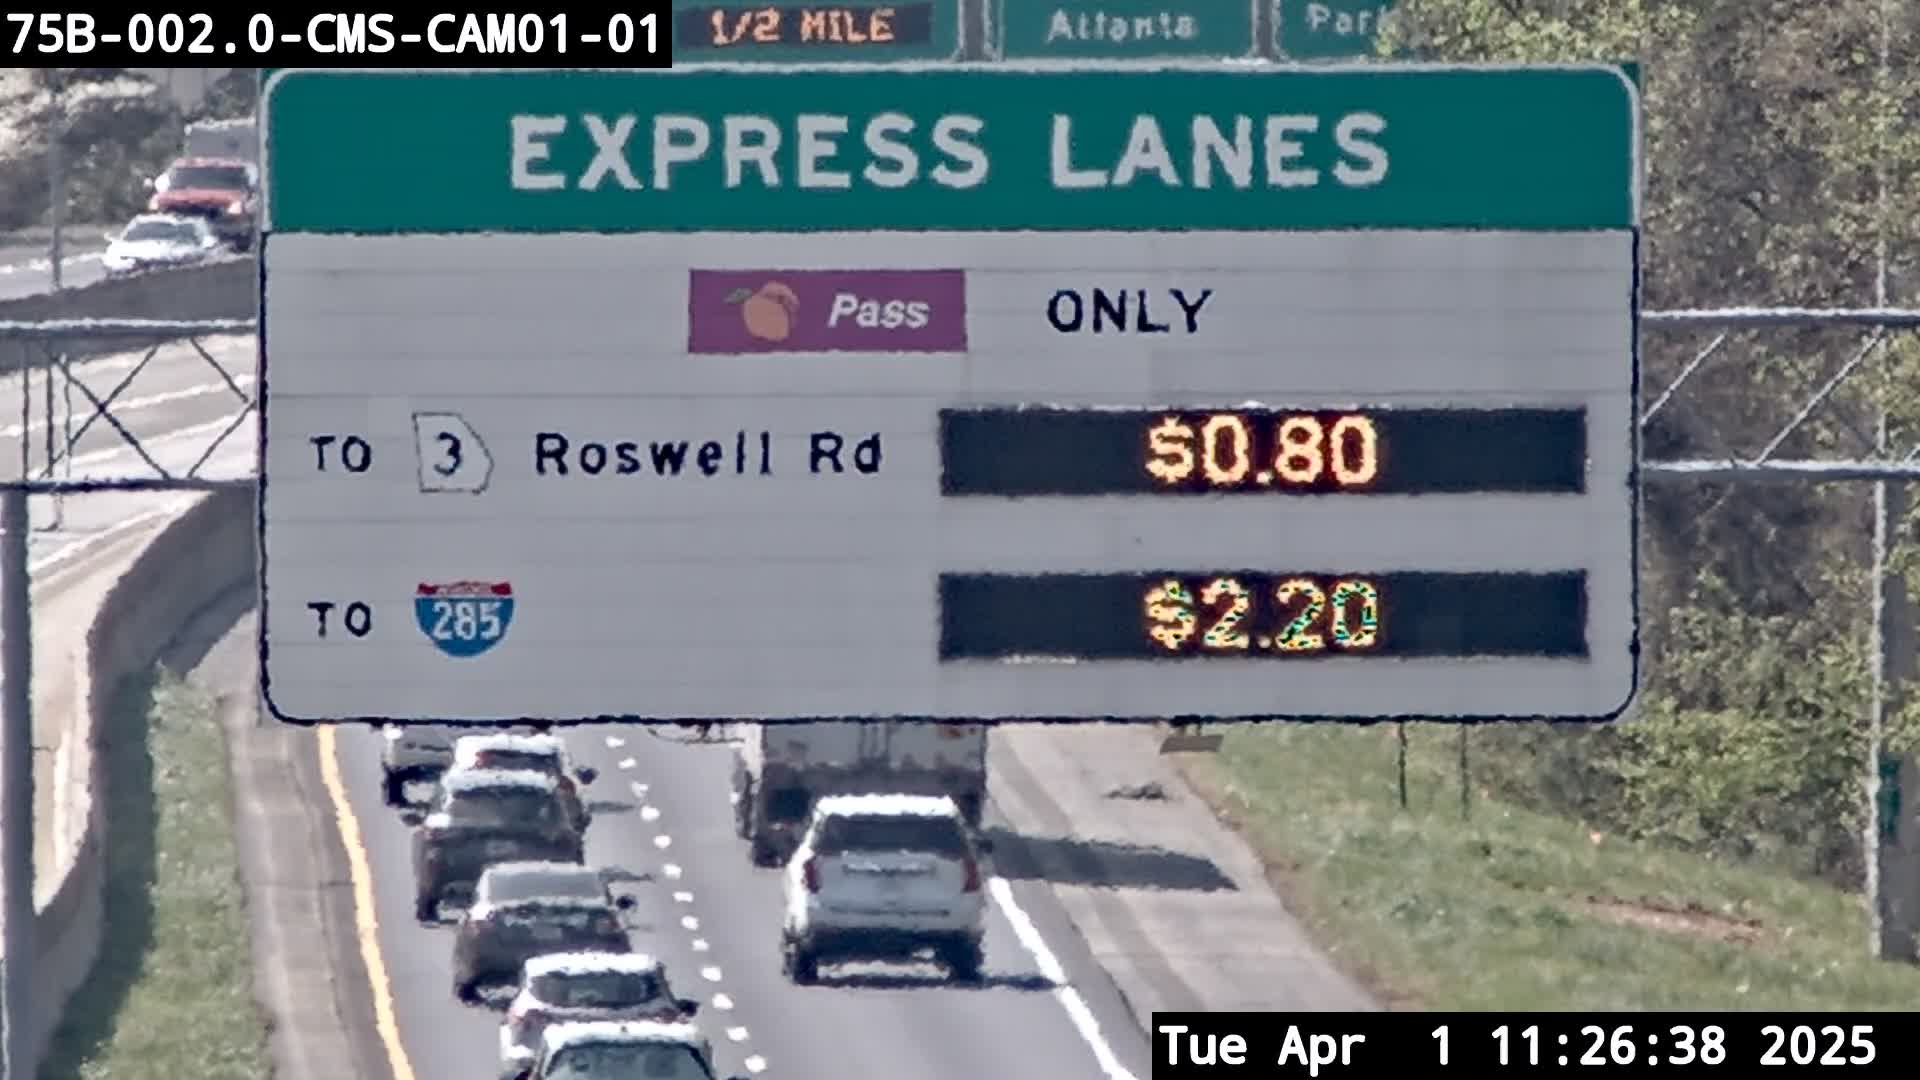 75B-002.0-CMS-CAM01-01
1/2 MILE
Atlanta
EXPRESS LANES
Pass ONLY
TO 3 Roswell Rd $0.80
TO 285 $2.20
Tue Apr 1 11:26:38 2025